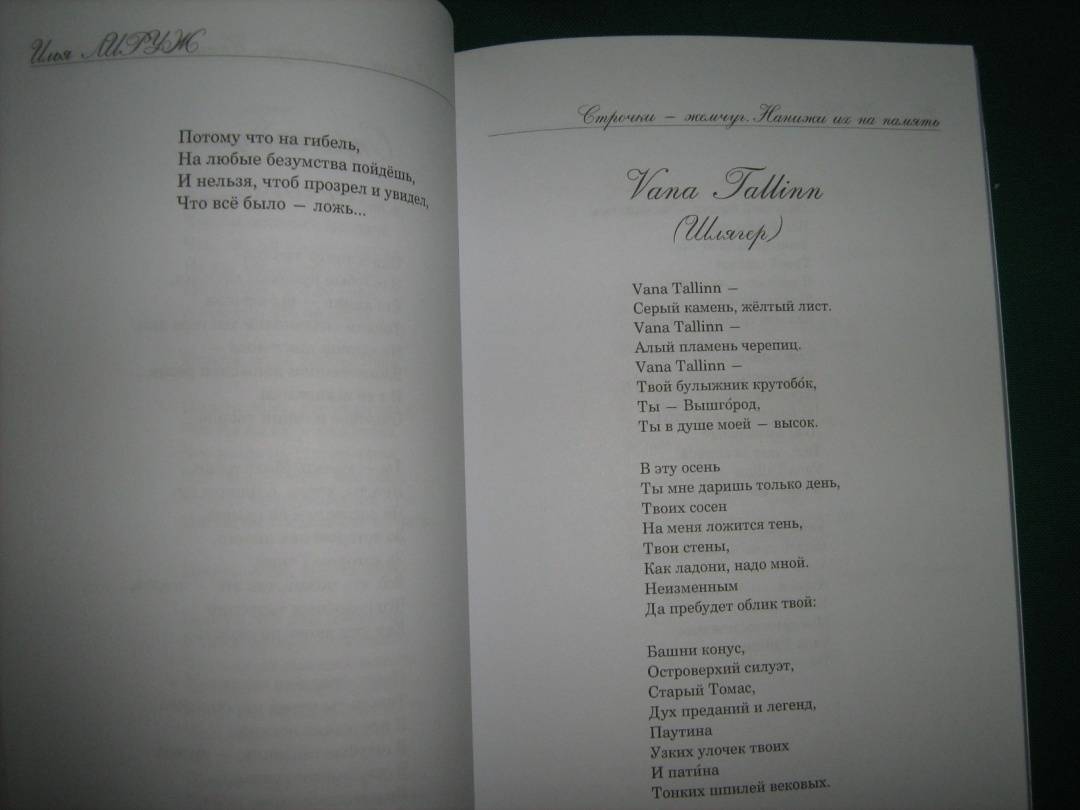 Илья ЛИРУЖ
Потому что на гибель,
На любые безумства пойдёшь,
И нельзя, чтоб прозрел и увидел,
Что всё было — ложь...
Строчки — жемчуг. Нанижи их на память
Vana Tallinn
(Шлягер)
Vana Tallinn —
Серый камень, жёлтый лист.
Vana Tallinn —
Алый пламень черепиц.
Vana Tallinn —
Твой булыжник крутобо́к,
Ты — Вышго́род,
Ты в душе моей — высок.
В эту осень
Ты мне даришь только день,
Твоих сосен
На меня ложится тень,
Твои стены,
Как ладони, надо мной.
Неизменным
Да пребудет облик твой:
Башни конус,
Островерхий силуэт,
Старый Томас,
Дух преданий и легенд,
Паутина
Узких улочек твоих
И пати́на
Тонких шпилей вековых.